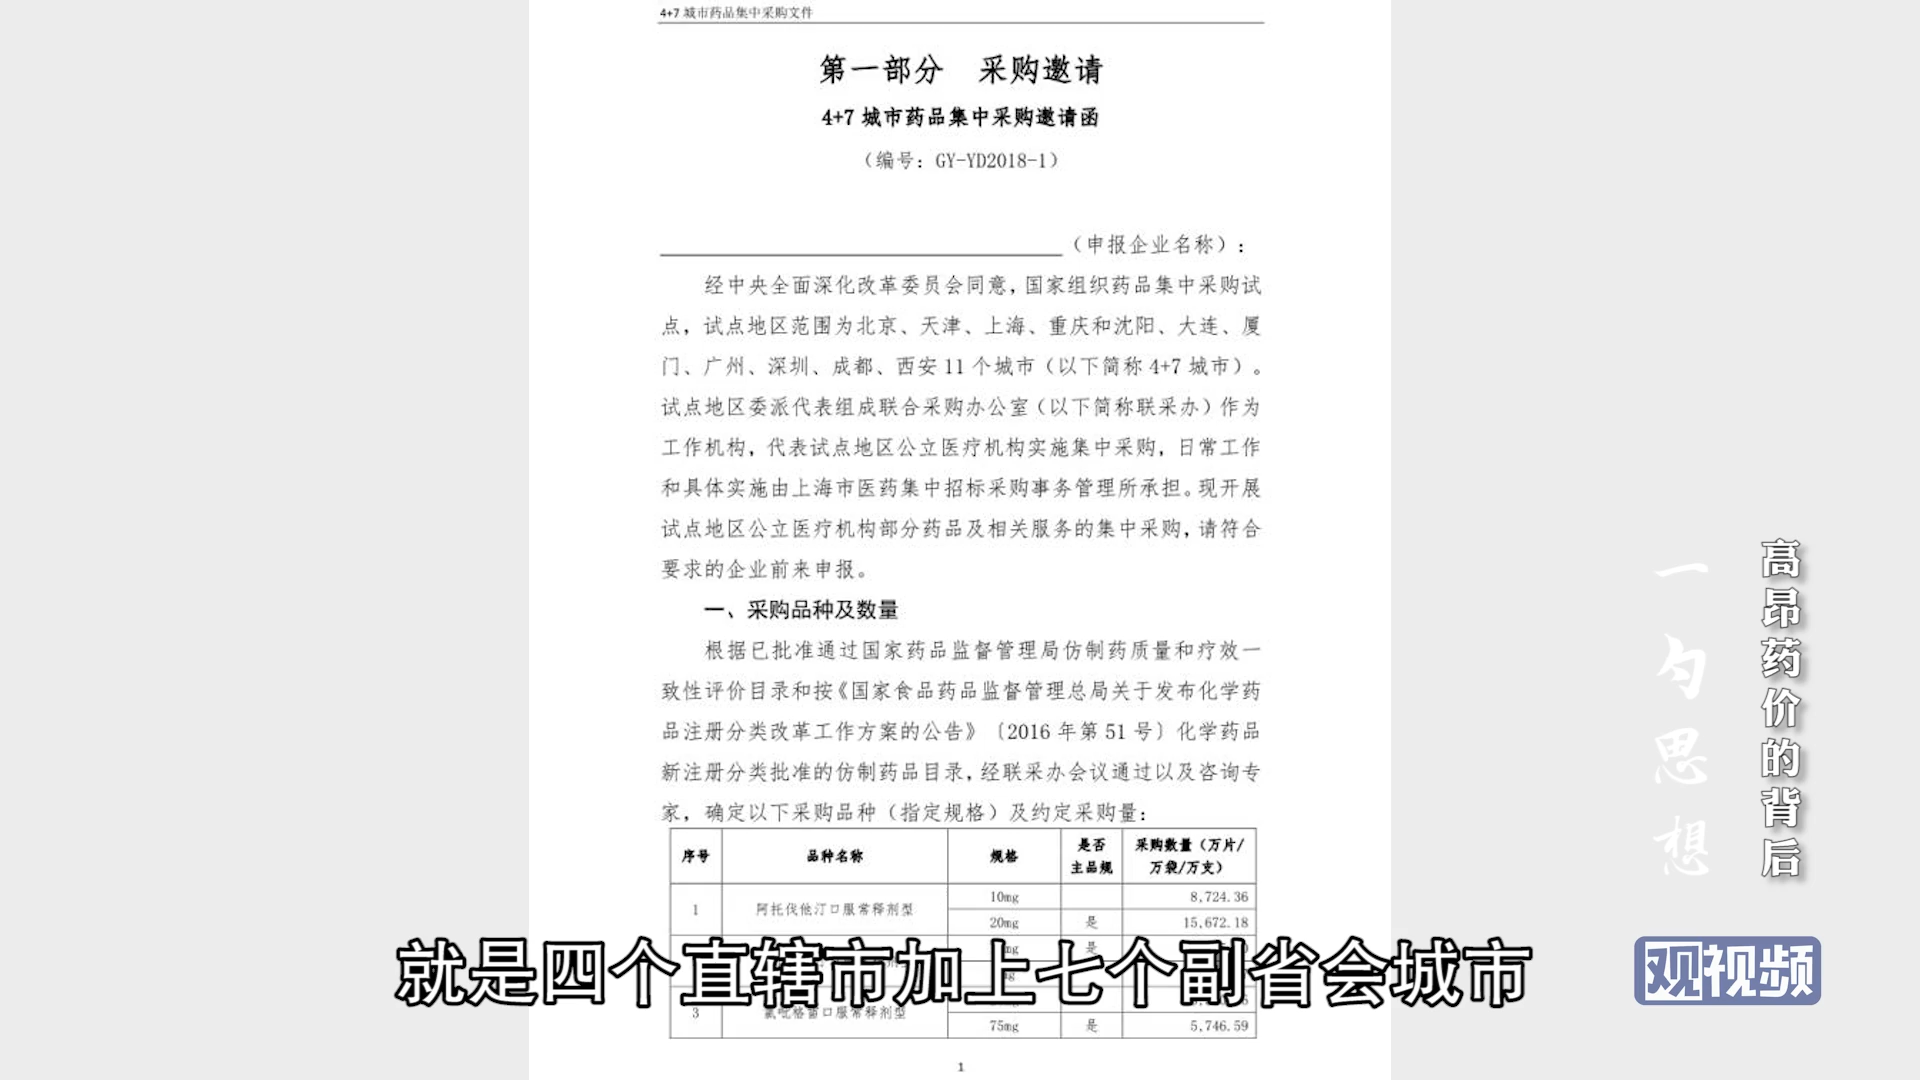 4+7 城市药品集中采购文件
第一部分 采购邀请
4+7 城市药品集中采购邀请函
（编号：GY-YD2018-1）
（申报企业名称）：
经中央全面深化改革委员会同意，国家组织药品集中采购试
点，试点地区范围为北京、天津、上海、重庆和沈阳、大连、厦
门、广州、深圳、成都、西安 11 个城市（以下简称 4+7 城市）。
试点地区委派代表组成联合采购办公室（以下简称联采办）作为
工作机构，代表试点地区公立医疗机构实施集中采购，日常工作
和具体实施由上海市医药集中招标采购事务管理所承担。现开展
试点地区公立医疗机构部分药品及相关服务的集中采购，请符合
要求的企业前来申报。
一、采购品种及数量
根据已批准通过国家药品监督管理局仿制药质量和疗效一
致性评价目录和按《国家食品药品监督管理总局关于发布化学药
品注册分类改革工作方案的公告》〔2016 年第 51 号〕化学药品
新注册分类批准的仿制药品目录，经联采办会议通过以及咨询专
家，确定以下采购品种（指定规格）及约定采购量：
序号 品种名称 规格 是否主品规 采购数量（万片/万袋/万支）
1 阿托伐他汀口服常释剂型 10mg 8,724.36
20mg 是 15,672.18
是
3 氯吡格雷口服常释剂型
75mg 是 5,746.59
1
就是四个直辖市加上七个副省会城市
一勺思想
高昂药价的背后
观视频